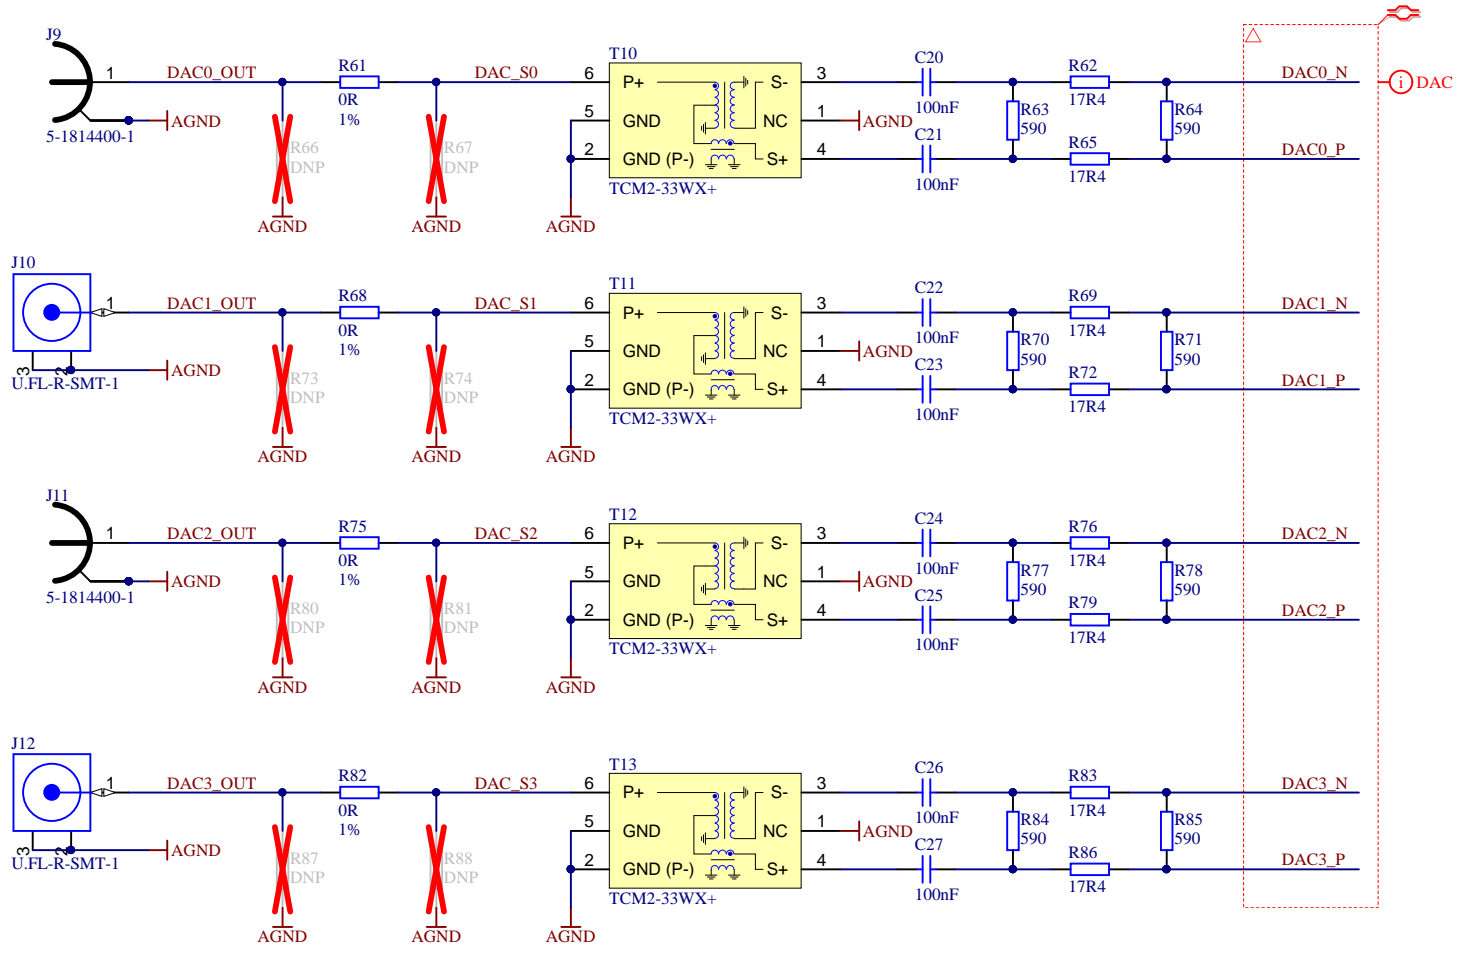 J9
1
DAC0_OUT
AGND
5-1814400-1
R61
0R
1%
R66
DNP
AGND
R67
DNP
AGND
DAC_S0
T10
6
5
2
P+
GND
GND (P-)
S-
NC
S+
3
1
4
TCM2-33WX+
AGND
AGND
C20
100nF
C21
100nF
R62
17R4
R63
590
R64
590
R65
17R4
DAC0_N
DAC0_P
DAC
J10
1
3
2
DAC1_OUT
AGND
U.FL-R-SMT-1
R68
0R
1%
R73
DNP
AGND
R74
DNP
AGND
DAC_S1
T11
6
5
2
P+
GND
GND (P-)
S-
NC
S+
3
1
4
TCM2-33WX+
AGND
AGND
C22
100nF
C23
100nF
R69
17R4
R70
590
R71
590
R72
17R4
DAC1_N
DAC1_P
J11
1
DAC2_OUT
AGND
5-1814400-1
R75
0R
1%
R80
DNP
AGND
R81
DNP
AGND
DAC_S2
T12
6
5
2
P+
GND
GND (P-)
S-
NC
S+
3
1
4
TCM2-33WX+
AGND
AGND
C24
100nF
C25
100nF
R76
17R4
R77
590
R78
590
R79
17R4
DAC2_N
DAC2_P
J12
1
3
2
DAC3_OUT
AGND
U.FL-R-SMT-1
R82
0R
1%
R87
DNP
AGND
R88
DNP
AGND
DAC_S3
T13
6
5
2
P+
GND
GND (P-)
S-
NC
S+
3
1
4
TCM2-33WX+
AGND
AGND
C26
100nF
C27
100nF
R83
17R4
R84
590
R85
590
R86
17R4
DAC3_N
DAC3_P